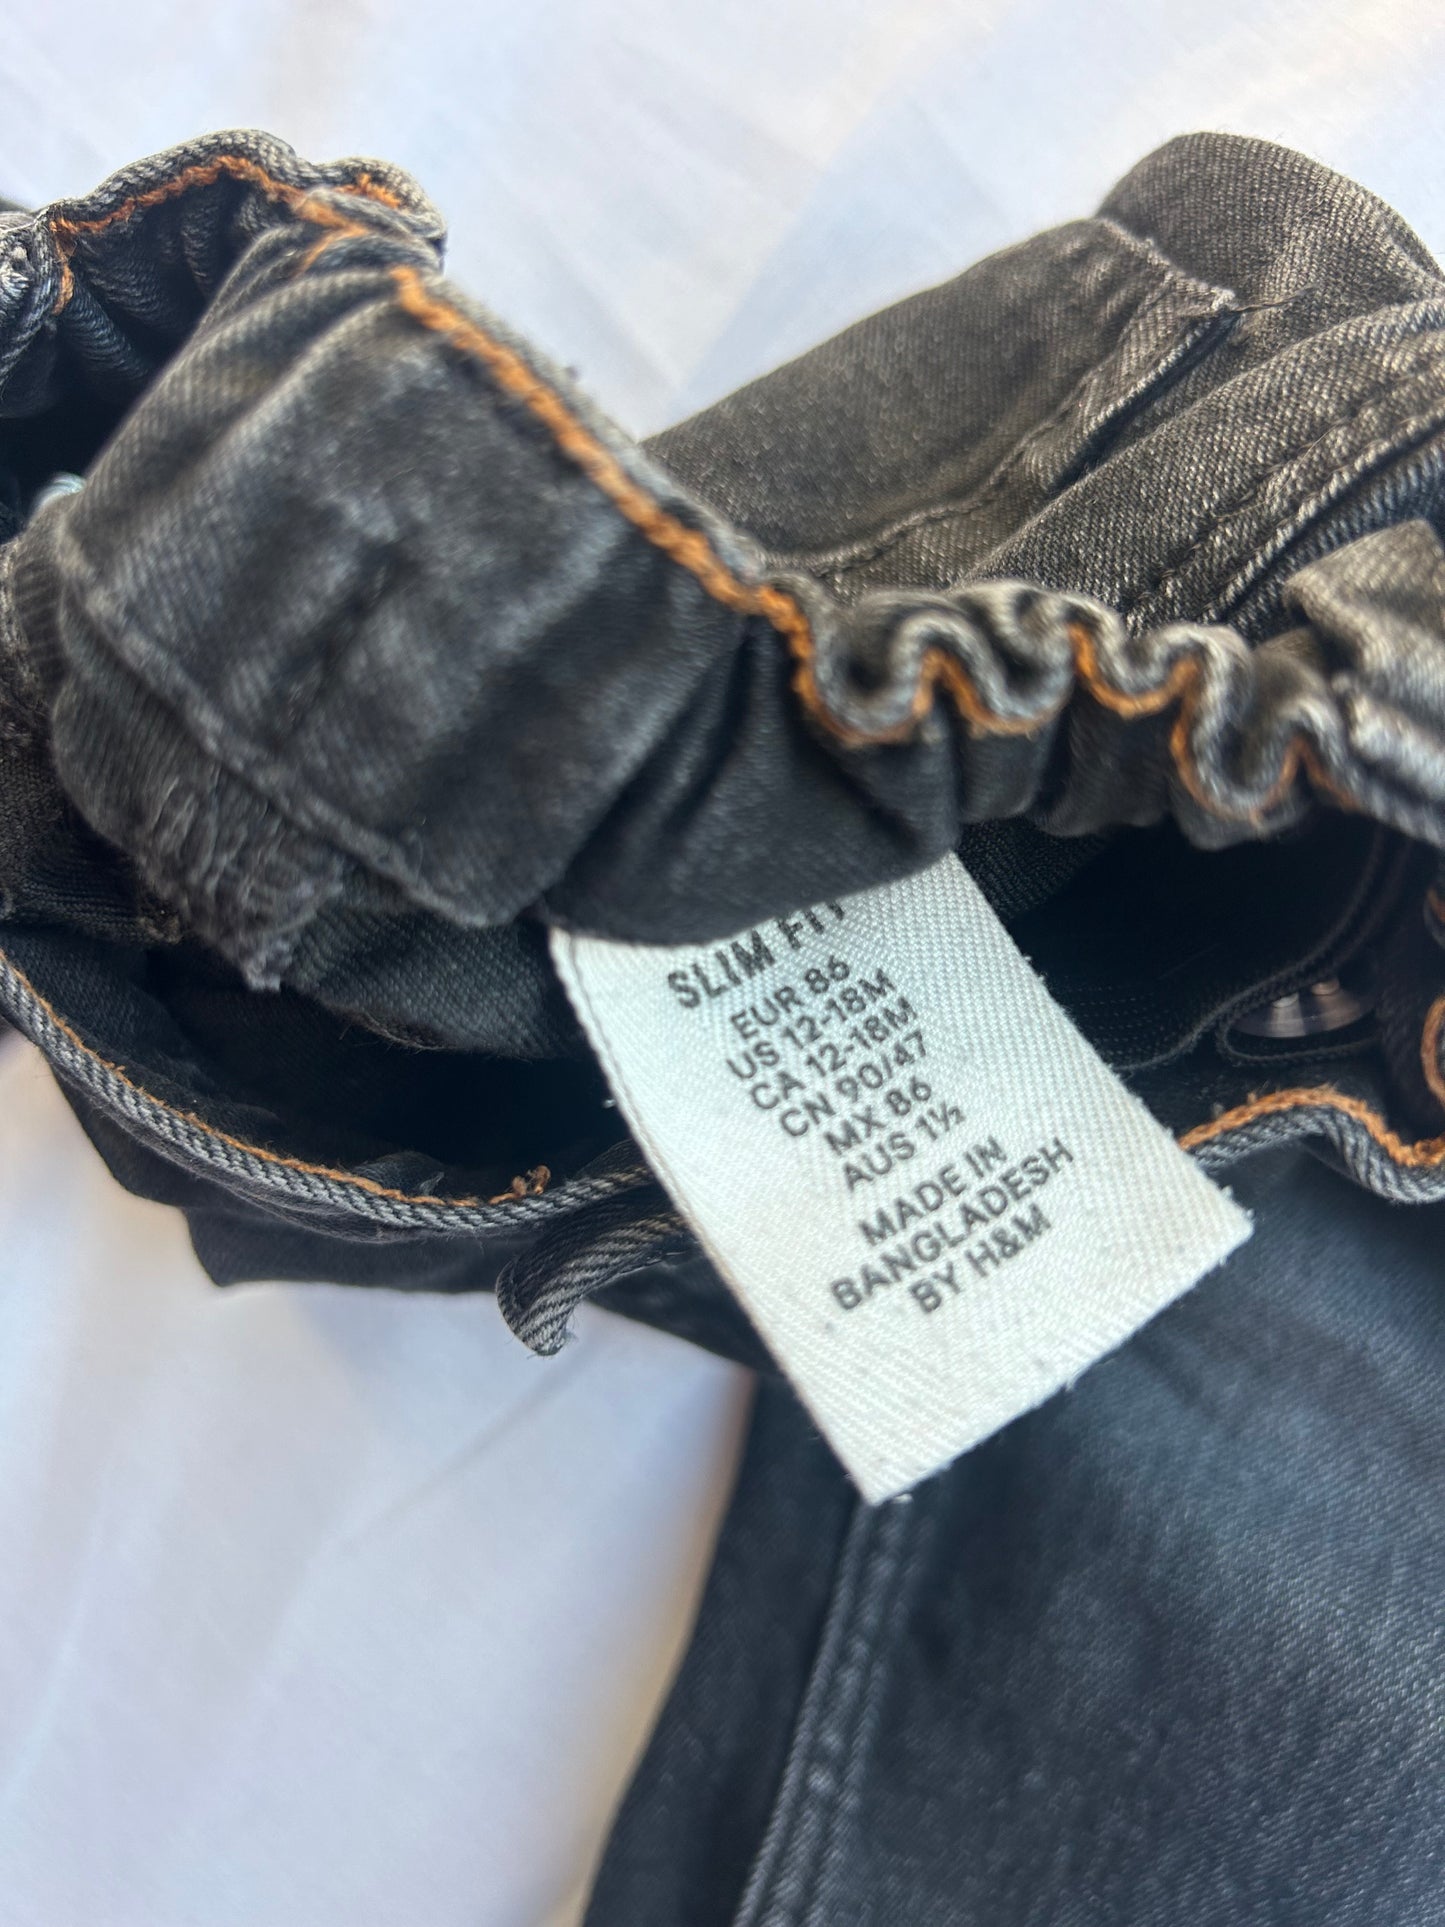 SLIM FIT
EUR 86
US 12-18M
CA 12-18M
CN 90/47
MX 86
AUS 1½
MADE IN
BANGLADESH
BY H&M